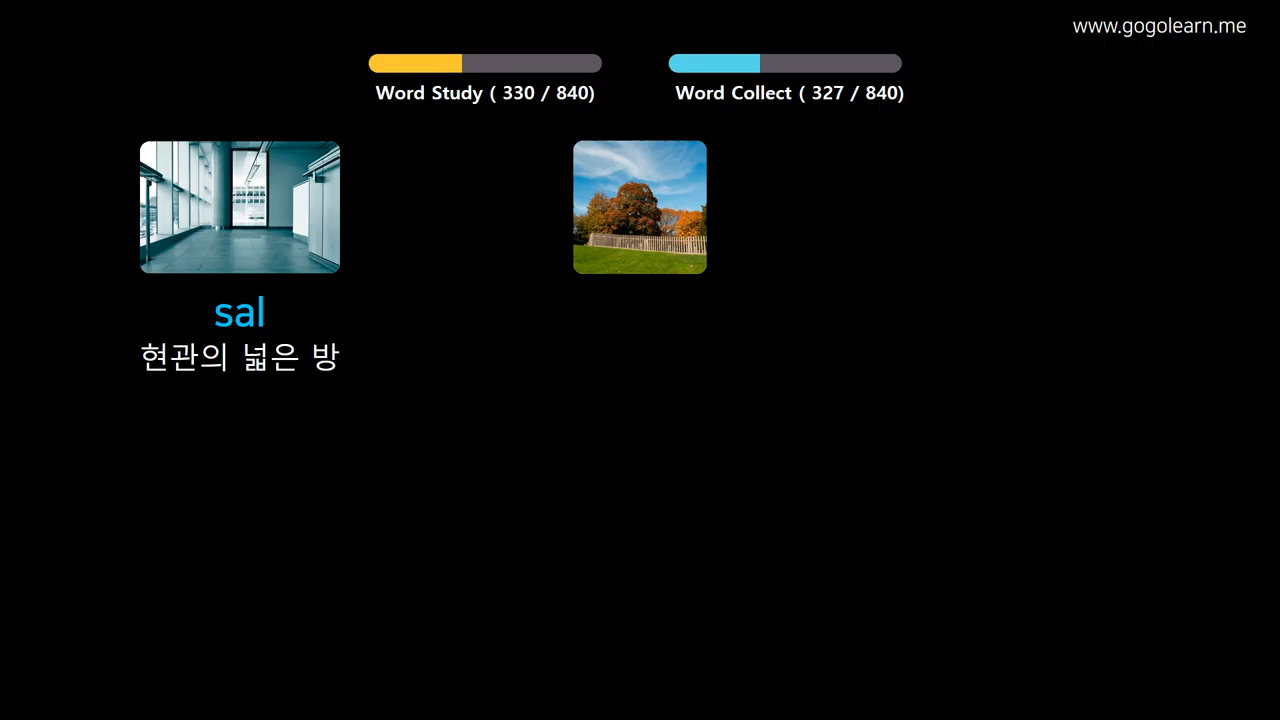 www.gogolearn.me
Word Study ( 330 / 840)
Word Collect ( 327 / 840)
sal
현관의 넓은 방